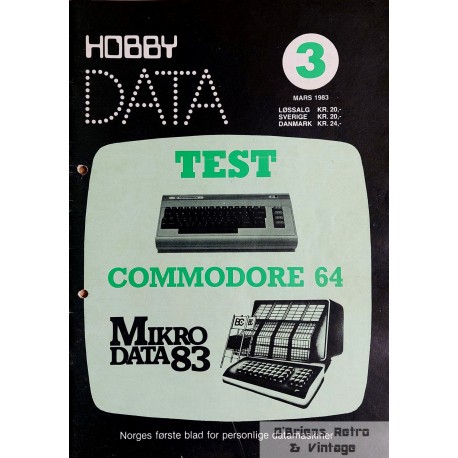 HOBBY
DATA
3
MARS 1983
LØSSALG KR. 20,-
SVERIGE KR. 20,-
DANMARK KR. 24,-
TEST
COMMODORE 64
MIKRO
DATA 83
Norges første blad for personlige datamaskiner
O'Briens Retro
& Vintage